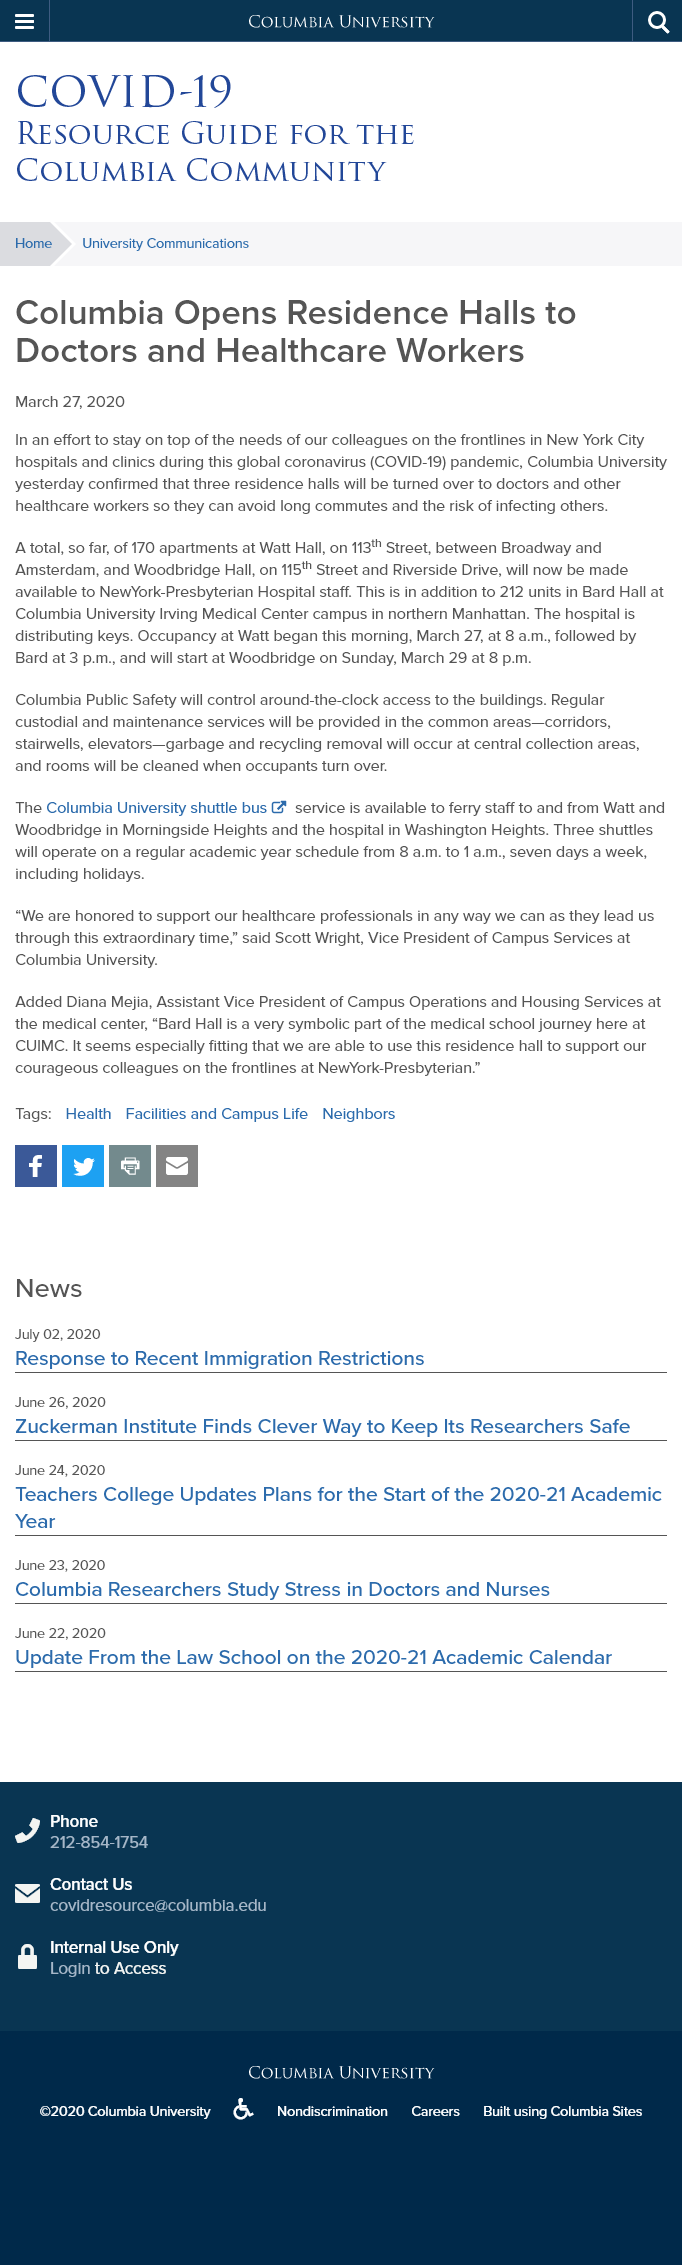 Columbia University
COVID-19
Resource Guide for the
Columbia Community
Home University Communications
Columbia Opens Residence Halls to
Doctors and Healthcare Workers
March 27, 2020
In an effort to stay on top of the needs of our colleagues on the frontlines in New York City
hospitals and clinics during this global coronavirus (COVID-19) pandemic, Columbia University
yesterday confirmed that three residence halls will be turned over to doctors and other
healthcare workers so they can avoid long commutes and the risk of infecting others.
A total, so far, of 170 apartments at Watt Hall, on 113th Street, between Broadway and
Amsterdam, and Woodbridge Hall, on 115th Street and Riverside Drive, will now be made
available to NewYork-Presbyterian Hospital staff. This is in addition to 212 units in Bard Hall at
Columbia University Irving Medical Center campus in northern Manhattan. The hospital is
distributing keys. Occupancy at Watt began this morning, March 27, at 8 a.m., followed by
Bard at 3 p.m., and will start at Woodbridge on Sunday, March 29 at 8 p.m.
Columbia Public Safety will control around-the-clock access to the buildings. Regular
custodial and maintenance services will be provided in the common areas—corridors,
stairwells, elevators—garbage and recycling removal will occur at central collection areas,
and rooms will be cleaned when occupants turn over.
The Columbia University shuttle bus service is available to ferry staff to and from Watt and
Woodbridge in Morningside Heights and the hospital in Washington Heights. Three shuttles
will operate on a regular academic year schedule from 8 a.m. to 1 a.m., seven days a week,
including holidays.
“We are honored to support our healthcare professionals in any way we can as they lead us
through this extraordinary time,” said Scott Wright, Vice President of Campus Services at
Columbia University.
Added Diana Mejia, Assistant Vice President of Campus Operations and Housing Services at
the medical center, “Bard Hall is a very symbolic part of the medical school journey here at
CUIMC. It seems especially fitting that we are able to use this residence hall to support our
courageous colleagues on the frontlines at NewYork-Presbyterian.”
Tags: Health Facilities and Campus Life Neighbors
News
July 02, 2020
Response to Recent Immigration Restrictions
June 26, 2020
Zuckerman Institute Finds Clever Way to Keep Its Researchers Safe
June 24, 2020
Teachers College Updates Plans for the Start of the 2020-21 Academic
Year
June 23, 2020
Columbia Researchers Study Stress in Doctors and Nurses
June 22, 2020
Update From the Law School on the 2020-21 Academic Calendar
Phone
212-854-1754
Contact Us
covidresource@columbia.edu
Internal Use Only
Login to Access
Columbia University
©2020 Columbia University Nondiscrimination Careers Built using Columbia Sites